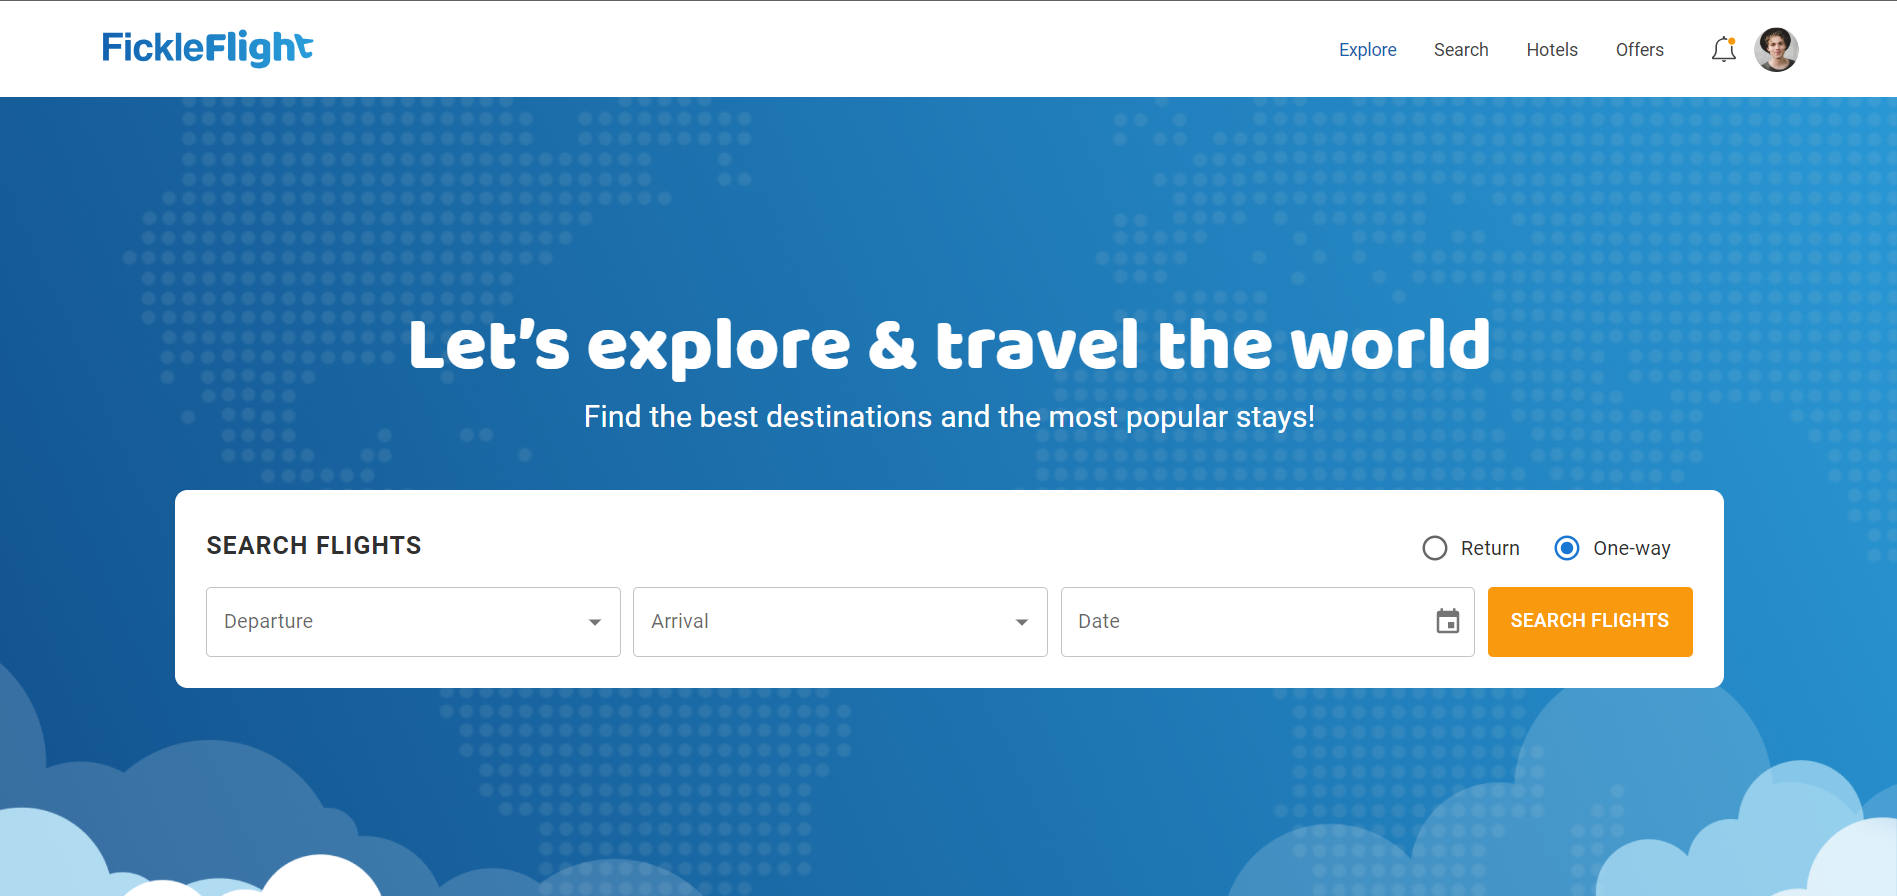 FickleFlight
Explore
Search
Hotels
Offers
Let's explore & travel the world
Find the best destinations and the most popular stays!
SEARCH FLIGHTS
Return
One-way
Departure
Arrival
Date
SEARCH FLIGHTS